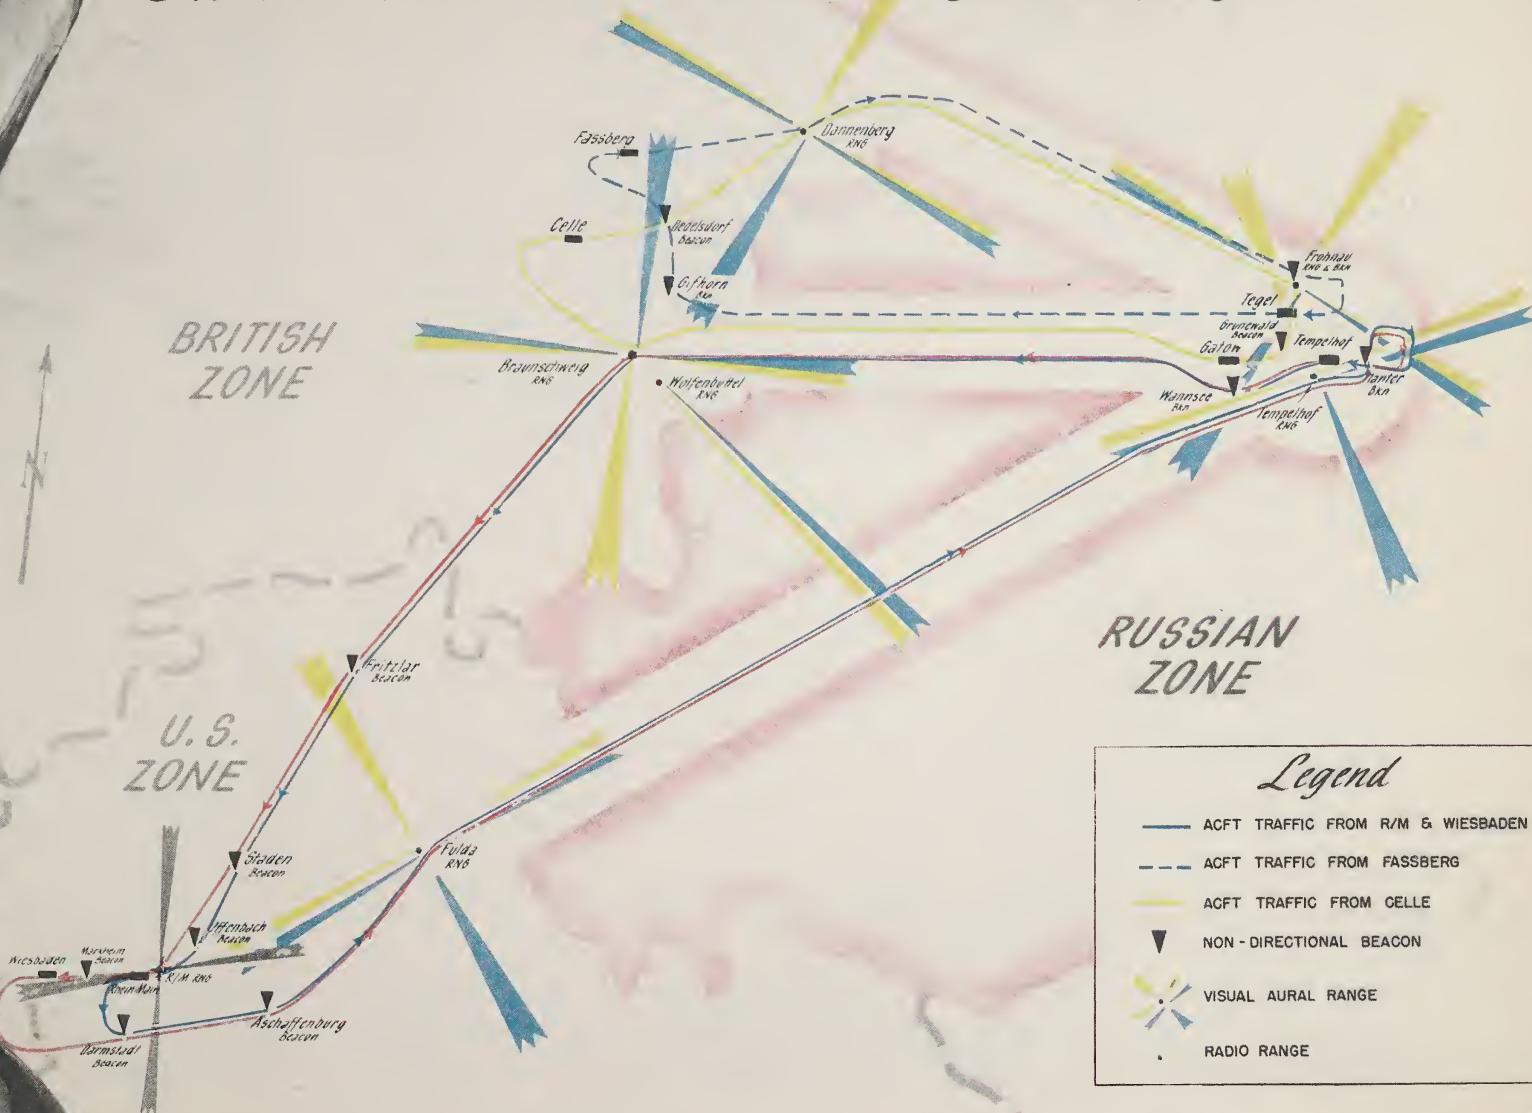 Fassberg
Dannenberg
RNG
Celle
Dedelsdorf
Beacon
Gifhorn
Bkn
Frohnau
RNG & BKN
Tegel
Grunewald
Beacon
Gatow
Tempelhof
BRITISH
ZONE
Braunschweig
RNG
Wolfenbuttel
RNG
Wannsee
Bkn
Tempelhof
RNG
Planter
BKN
N
Fritzlar
Beacon
RUSSIAN
ZONE
U.S.
ZONE
Fulda
RNG
Staden
Beacon
Offenbach
Beacon
Wiesbaden
Markheim
Beacon
Rhein-Main
R/M RNG
Aschaffenburg
Beacon
Darmstadt
Beacon
Legend
ACFT TRAFFIC FROM R/M & WIESBADEN
ACFT TRAFFIC FROM FASSBERG
ACFT TRAFFIC FROM CELLE
NON-DIRECTIONAL BEACON
VISUAL AURAL RANGE
RADIO RANGE